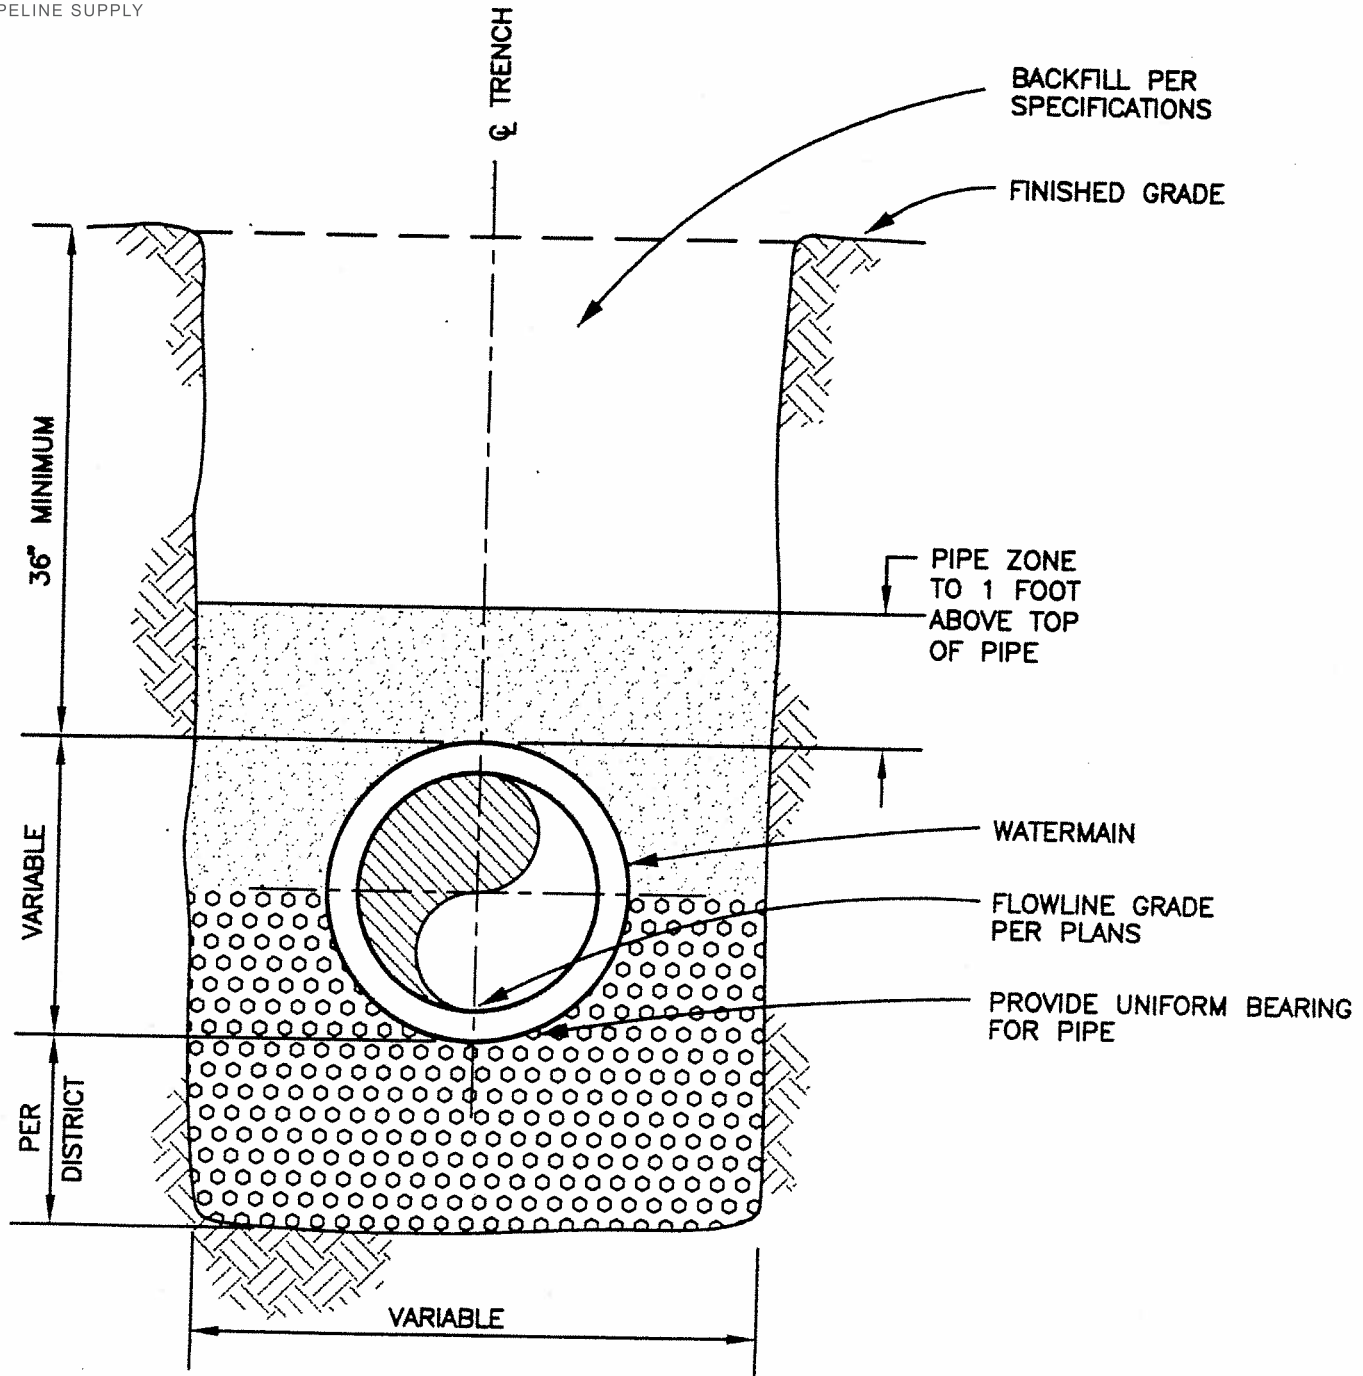 PELINE SUPPLY
℄ TRENCH
BACKFILL PER
SPECIFICATIONS
FINISHED GRADE
36" MINIMUM
PIPE ZONE
TO 1 FOOT
ABOVE TOP
OF PIPE
VARIABLE
WATERMAIN
FLOWLINE GRADE
PER PLANS
PROVIDE UNIFORM BEARING
FOR PIPE
PER
DISTRICT
VARIABLE